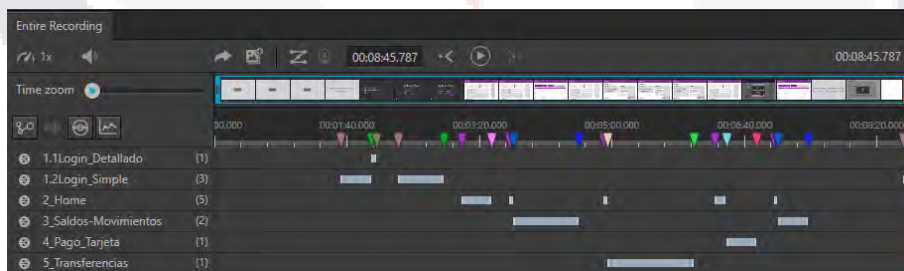 Entire Recording
1x 00:08:45.787 00:08:45.787
Time zoom
00.000 00:01:40.000 00:03:20.000 00:05:00.000 00:06:40.000 00:08:20.000
1.1Login_Detallado (1)
1.2Login_Simple (3)
2_Home (5)
3_Saldos-Movimientos (2)
4_Pago_Tarjeta (1)
5_Transferencias (1)